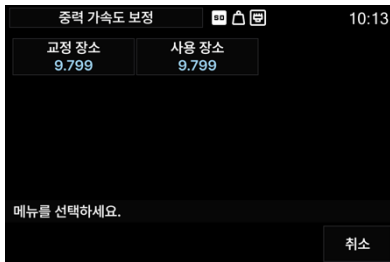 중력 가속도 보정
SD
10:13
교정 장소
사용 장소
9.799
9.799
메뉴를 선택하세요.
취소